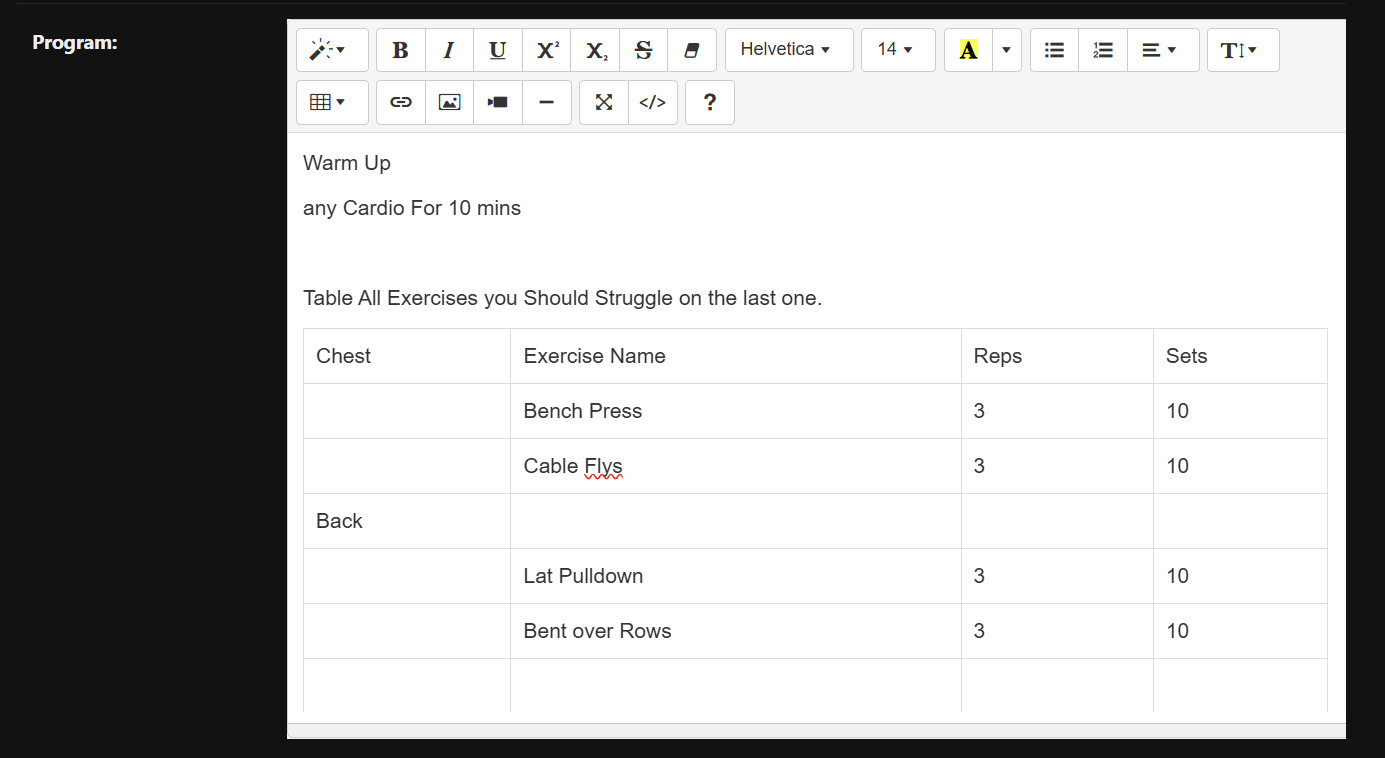 Program:
B I U X² X₂ S Helvetica 14 A T
</> ?
Warm Up
any Cardio For 10 mins
Table All Exercises you Should Struggle on the last one.
Chest Exercise Name Reps Sets
Bench Press 3 10
Cable Flys 3 10
Back
Lat Pulldown 3 10
Bent over Rows 3 10